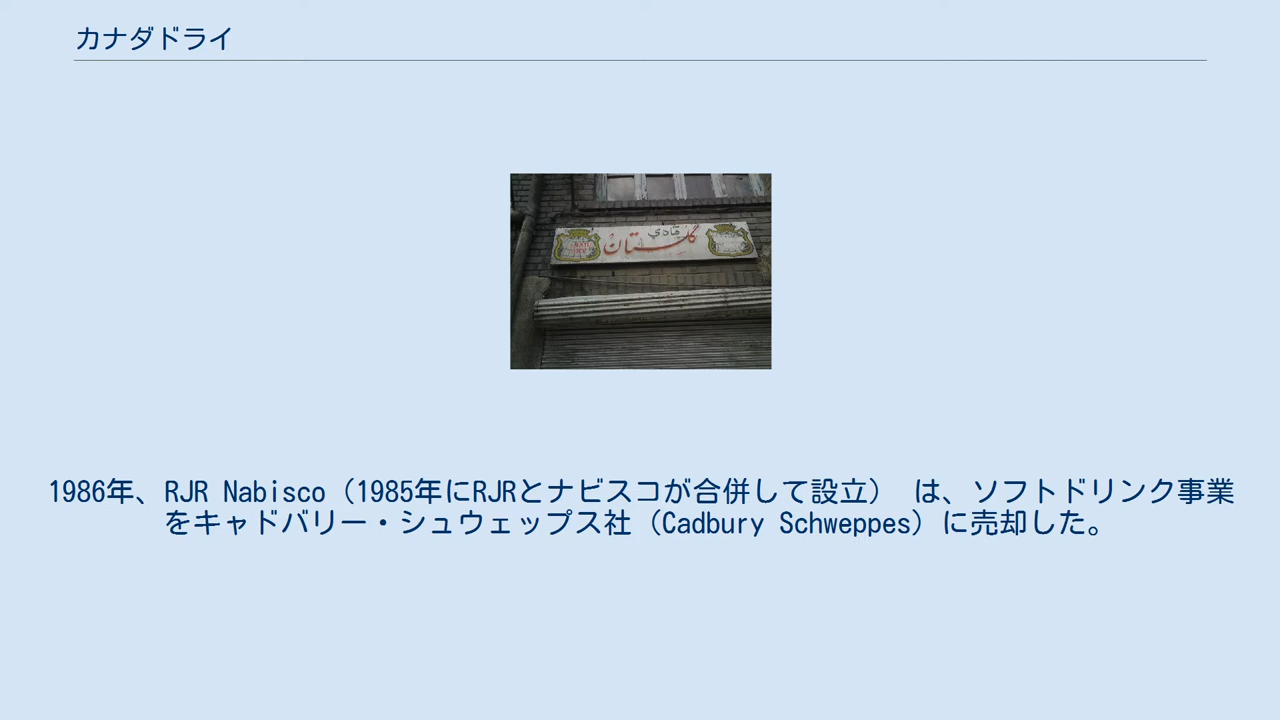 カナダドライ
گلستان
هادي
1986年、RJR Nabisco（1985年にRJRとナビスコが合併して設立） は、ソフトドリンク事業
をキャドバリー・シュウェップス社（Cadbury Schweppes）に売却した。